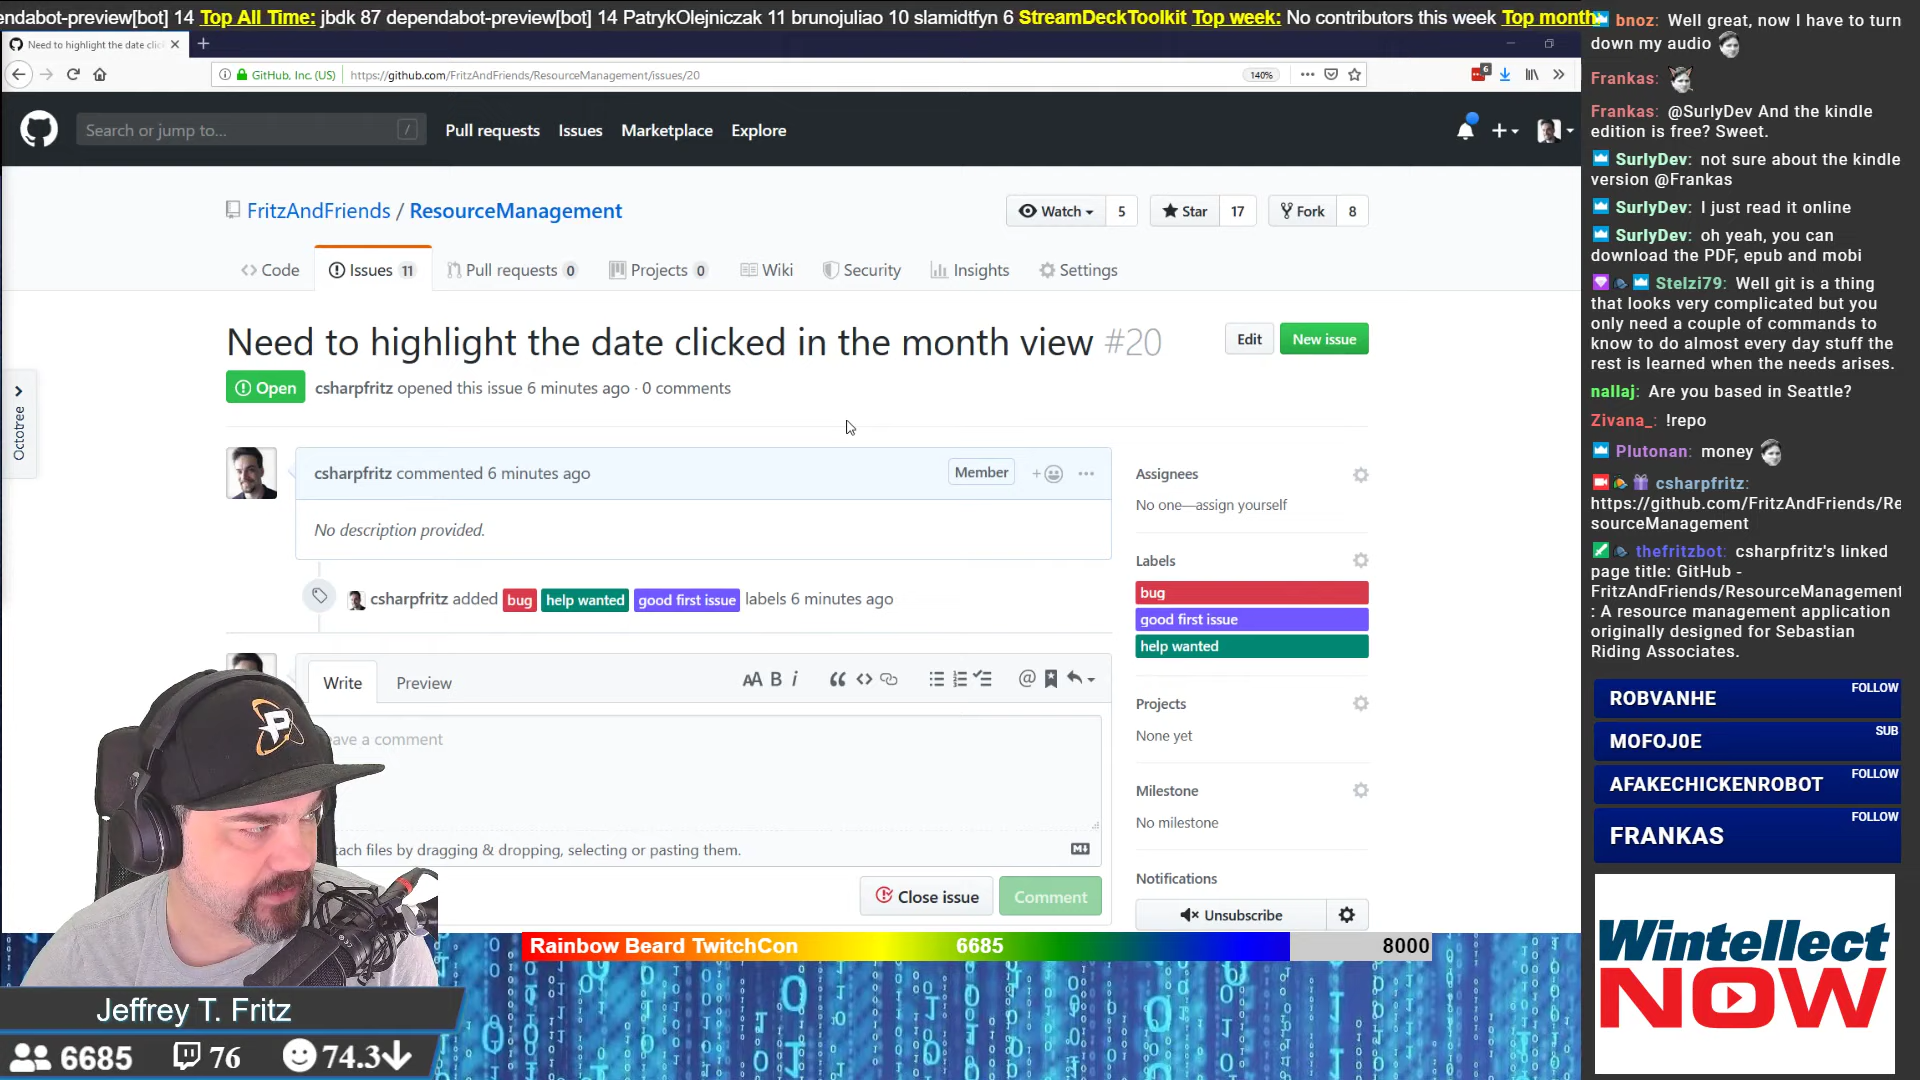 endabot-preview[bot] 14 Top All Time: jbdk 87 dependabot-preview[bot] 14 PatrykOlejniczak 11 brunojuliao 10 slamidtfyn 6 StreamDeckToolkit Top week: No contributors this week Top month:
Need to highlight the date clic
GitHub, Inc. (US)
https://github.com/FritzAndFriends/ResourceManagement/issues/20
140%
6
Search or jump to...
/
Pull requests
Issues
Marketplace
Explore
FritzAndFriends / ResourceManagement
Watch 5
Star 17
Fork 8
Code
Issues 11
Pull requests 0
Projects 0
Wiki
Security
Insights
Settings
Octotree
Need to highlight the date clicked in the month view #20
Edit
New issue
Open
csharpfritz opened this issue 6 minutes ago · 0 comments
csharpfritz commented 6 minutes ago
Member
No description provided.
csharpfritz added bug help wanted good first issue labels 6 minutes ago
Write
Preview
AA B i
ave a comment
tach files by dragging & dropping, selecting or pasting them.
Close issue
Comment
Assignees
No one—assign yourself
Labels
bug
good first issue
help wanted
Projects
None yet
Milestone
No milestone
Notifications
Unsubscribe
bnoz: Well great, now I have to turn
down my audio
Frankas:
Frankas: @SurlyDev And the kindle
edition is free? Sweet.
SurlyDev: not sure about the kindle
version @Frankas
SurlyDev: I just read it online
SurlyDev: oh yeah, you can
download the PDF, epub and mobi
Stelzi79: Well git is a thing
that looks very complicated but you
only need a couple of commands to
know to do almost every day stuff the
rest is learned when the needs arises.
nallaj: Are you based in Seattle?
Zivana_: !repo
Plutonan: money
csharpfritz:
https://github.com/FritzAndFriends/Re
sourceManagement
thefritzbot: csharpfritz's linked
page title: GitHub -
FritzAndFriends/ResourceManagement
: A resource management application
originally designed for Sebastian
Riding Associates.
ROBVANHE FOLLOW
MOFOJ0E SUB
AFAKECHICKENROBOT FOLLOW
FRANKAS FOLLOW
Wintellect
NOW
Rainbow Beard TwitchCon 6685 8000
Jeffrey T. Fritz
6685 76 74.3